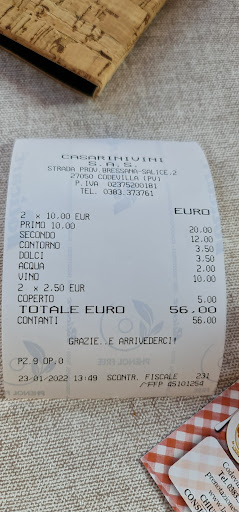 CASARINIVINI
S.A.S.
STRADA PROV.BRESSANA-SALICE.2
27050 CODEVILLA (PV)
P.IVA 02375200181
TEL. 0383.373761
EURO
2 x 10.00 EUR
PRIMO 10.00 20.00
SECONDO 12.00
CONTORNO 3.50
DOLCI 3.50
ACQUA 2.00
VINO 10.00
2 x 2.50 EUR
COPERTO 5.00
TOTALE EURO 56,00
CONTANTI 56.00
GRAZIE..E ARRIVEDERCI!
PZ.9 OP.0
23-01-2022 13:49 SCONTR. FISCALE 231
FFP 45101254